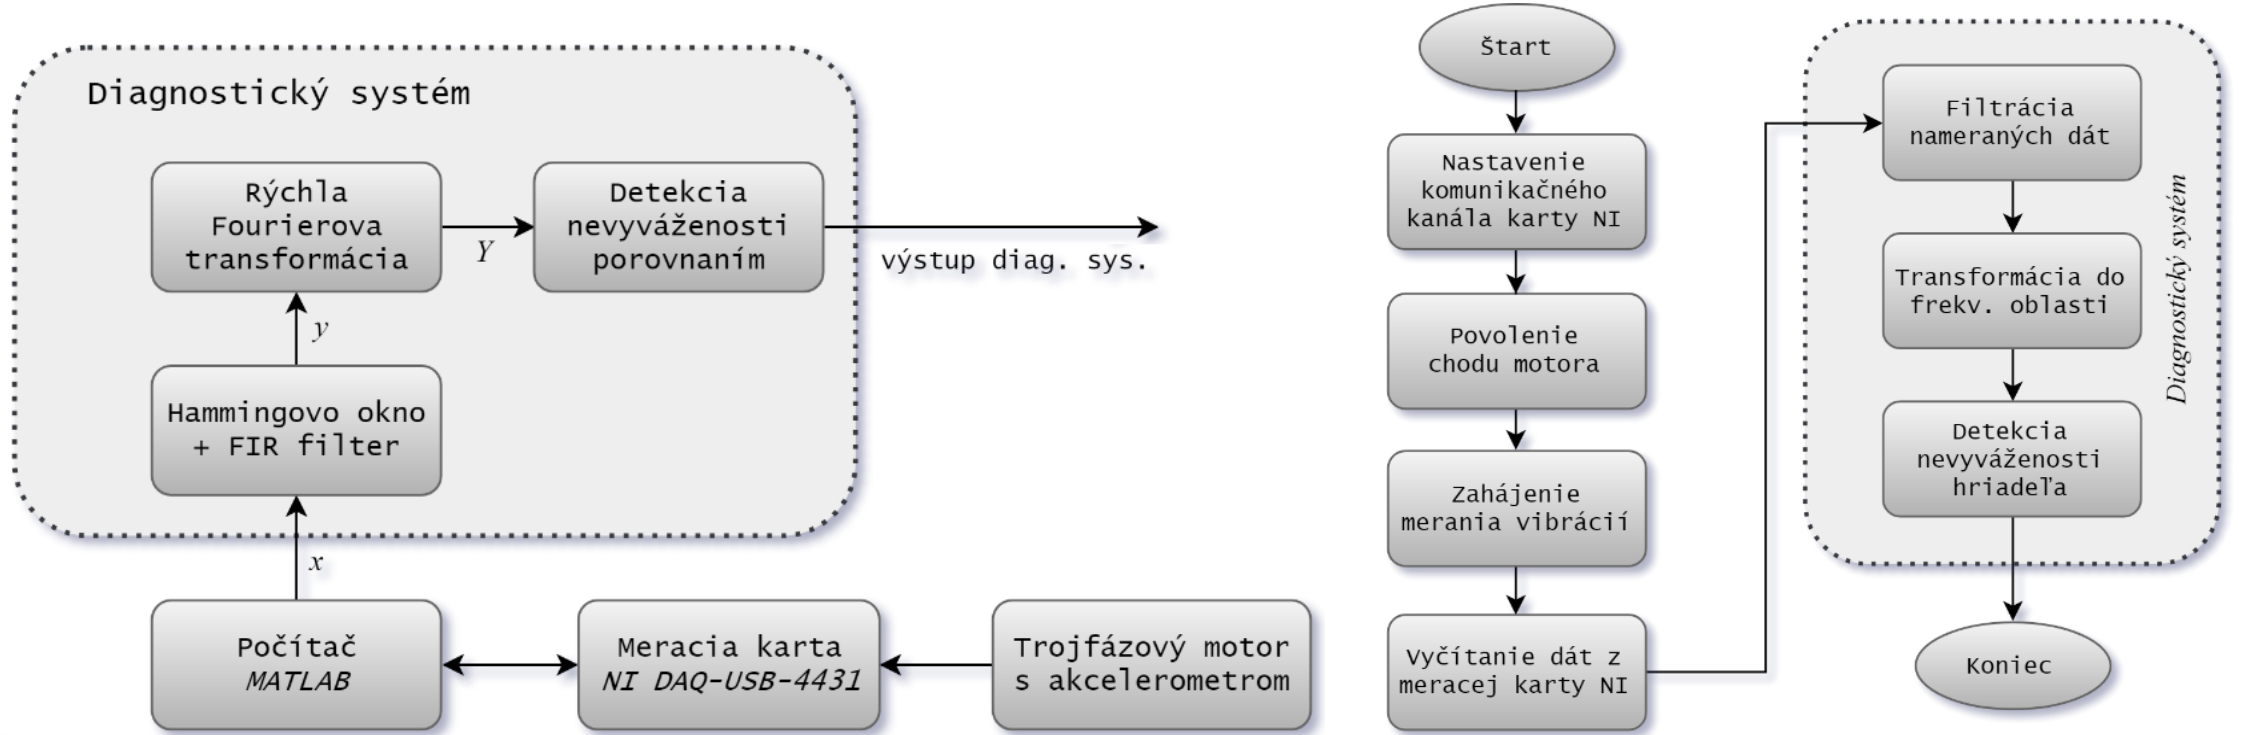 Diagnostický systém
Rýchla
Fourierova
transformácia
Y
Detekcia
nevyváženosti
porovnaním
výstup diag. sys.
y
Hammingovo okno
+ FIR filter
x
Počítač
MATLAB
Meracia karta
NI DAQ-USB-4431
Trojfázový motor
s akcelerometrom
Štart
Nastavenie
komunikačného
kanála karty NI
Povolenie
chodu motora
Zahájenie
merania vibrácií
Vyčítanie dát z
meracej karty NI
Filtrácia
nameraných dát
Transformácia do
frekv. oblasti
Detekcia
nevyváženosti
hriadeľa
Diagnostický systém
Koniec